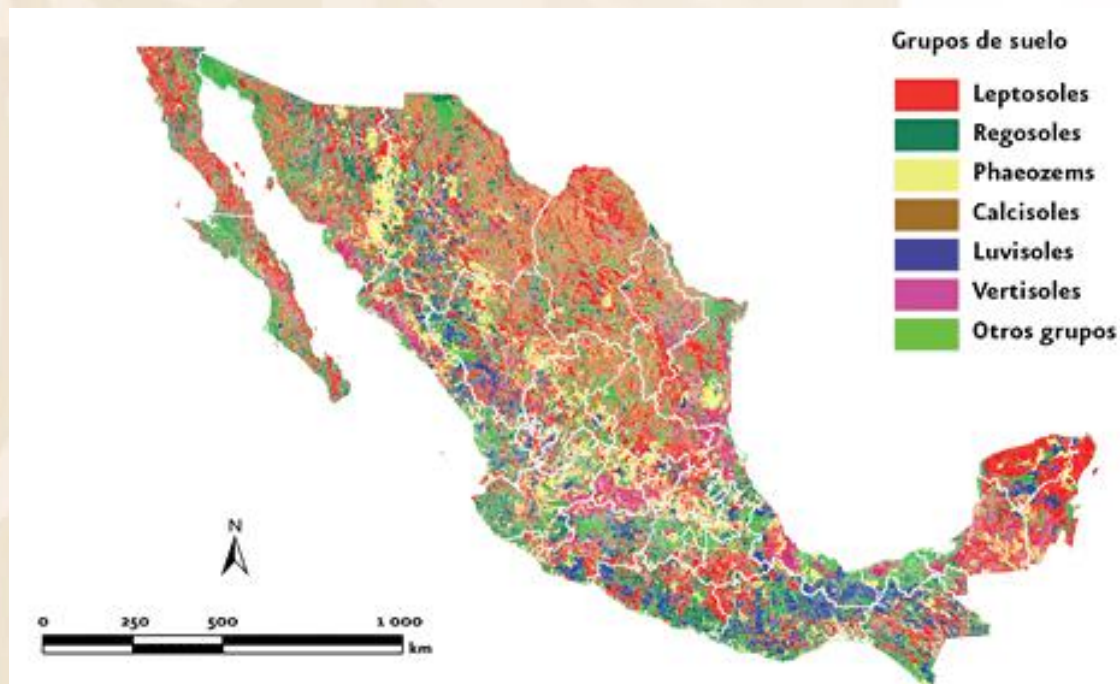 Grupos de suelo
Leptosoles
Regosoles
Phaeozems
Calcisoles
Luvisoles
Vertisoles
Otros grupos
N
0 250 500 1 000
km